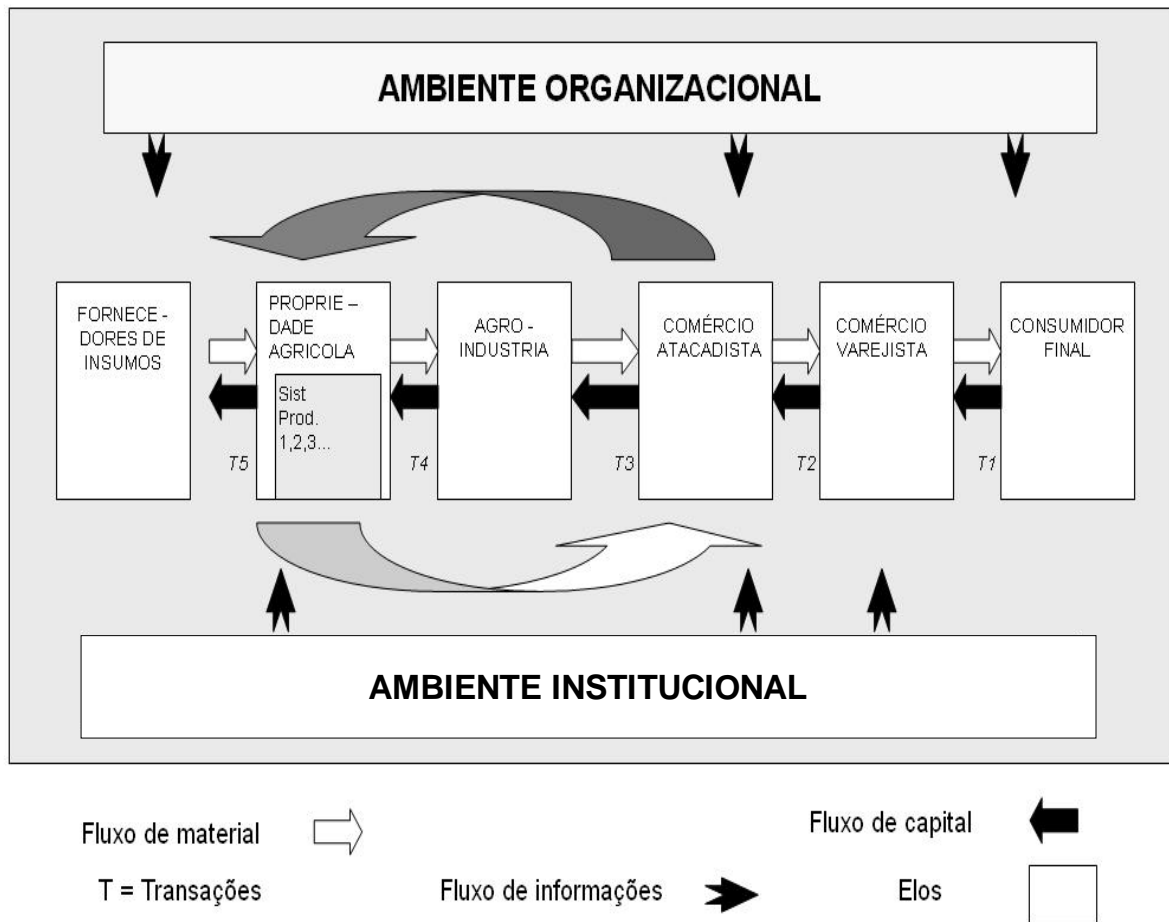 AMBIENTE ORGANIZACIONAL
FORNECE -
DORES DE
INSUMOS
PROPRIE –
DADE
AGRICOLA
Sist
Prod.
1,2,3...
AGRO -
INDUSTRIA
COMÉRCIO
ATACADISTA
COMÉRCIO
VAREJISTA
CONSUMIDOR
FINAL
T5
T4
T3
T2
T1
AMBIENTE INSTITUCIONAL
Fluxo de material
Fluxo de capital
T = Transações
Fluxo de informações
Elos